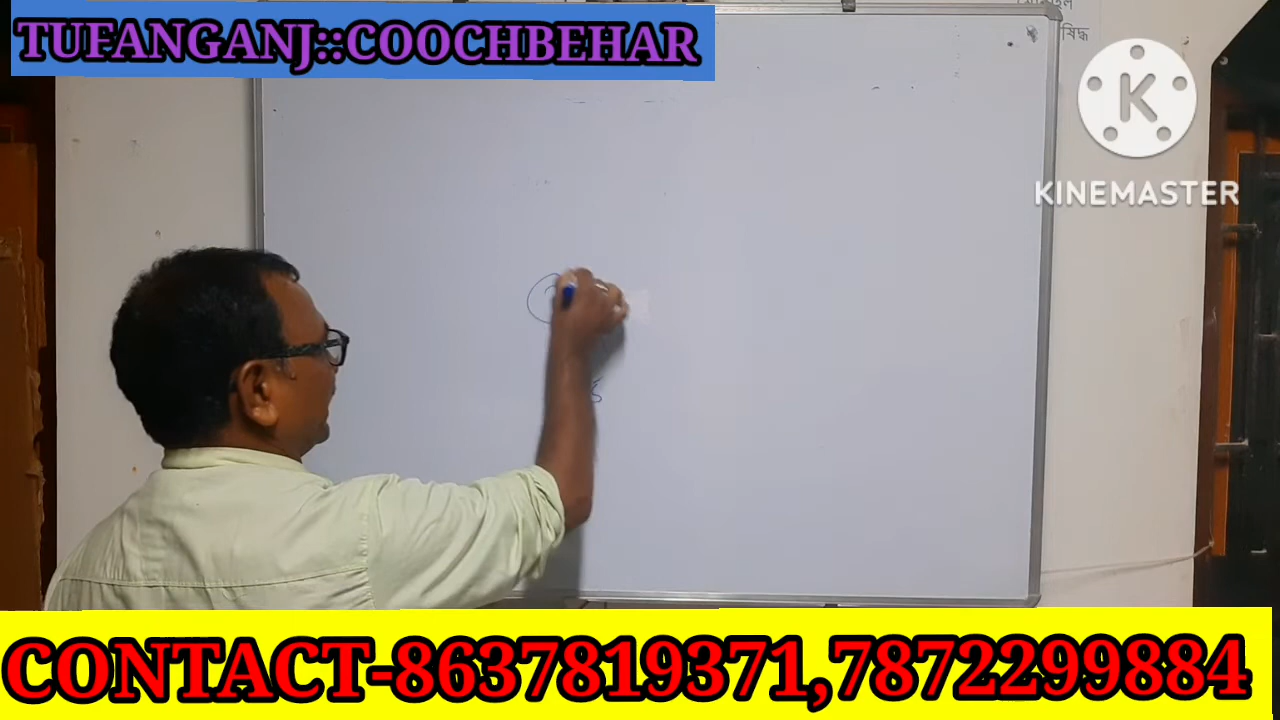 TUFANGANJ::COOCHBEHAR
K
KINEMASTER
CONTACT-8637819371,7872299884